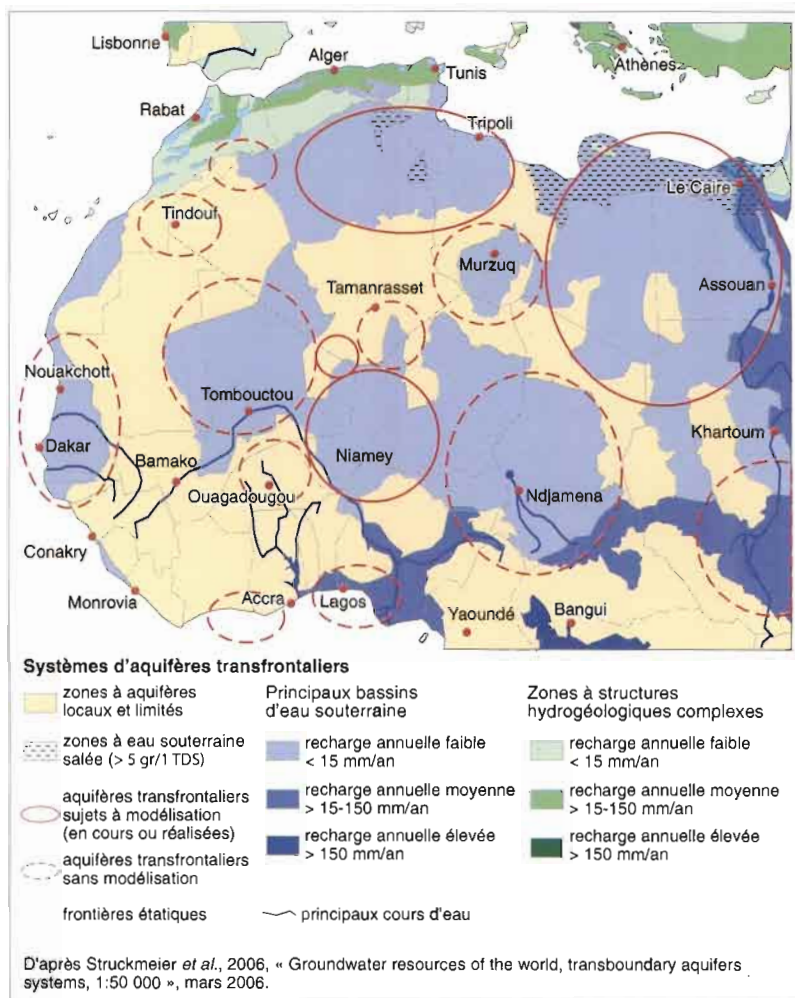 Lisbonne
Alger
Tunis
Athènes
Rabat
Tripoli
Le Caire
Tindouf
Murzuq
Tamanrasset
Assouan
Nouakchott
Tombouctou
Khartoum
Dakar
Bamako
Niamey
Ouagadougou
Ndjamena
Conakry
Monrovia
Accra
Lagos
Yaoundé
Bangui
Systèmes d'aquifères transfrontaliers
zones à aquifères
locaux et limités
zones à eau souterraine
salée (> 5 gr/1 TDS)
aquifères transfrontaliers
sujets à modélisation
(en cours ou réalisées)
aquifères transfrontaliers
sans modélisation
frontières étatiques
Principaux bassins
d'eau souterraine
recharge annuelle faible
< 15 mm/an
recharge annuelle moyenne
> 15-150 mm/an
recharge annuelle élevée
> 150 mm/an
principaux cours d'eau
Zones à structures
hydrogéologiques complexes
recharge annuelle faible
< 15 mm/an
recharge annuelle moyenne
> 15-150 mm/an
recharge annuelle élevée
> 150 mm/an
D'après Struckmeier et al., 2006, « Groundwater resources of the world, transboundary aquifers
systems, 1:50 000 », mars 2006.